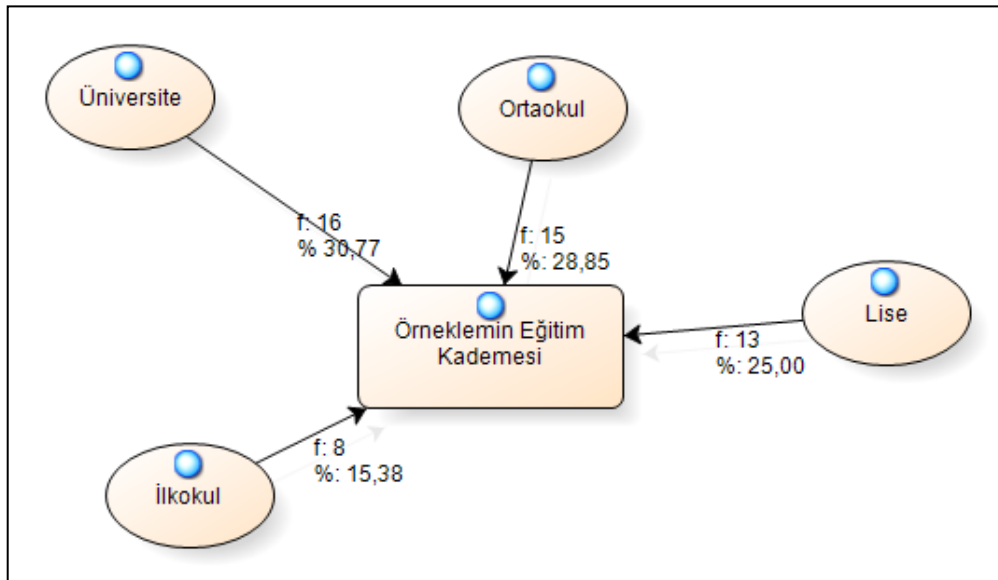 Üniversite
Ortaokul
f: 16
% 30,77
f: 15
%: 28,85
Örneklemin Eğitim
Kademesi
Lise
f: 13
%: 25,00
f: 8
%: 15,38
İlkokul